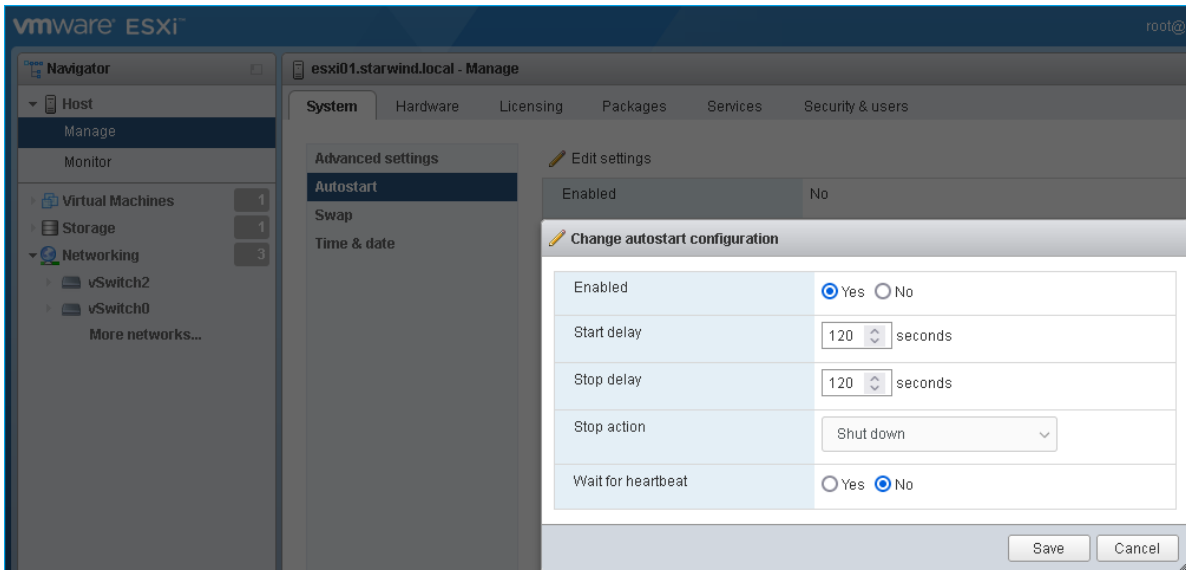 vmware ESXi™
root@
Navigator
esxi01.starwind.local - Manage
Host
Manage
Monitor
Virtual Machines 1
Storage 1
Networking 3
vSwitch2
vSwitch0
More networks...
System Hardware Licensing Packages Services Security & users
Advanced settings
Autostart
Swap
Time & date
Edit settings
Enabled No
Change autostart configuration
Enabled Yes No
Start delay 120 seconds
Stop delay 120 seconds
Stop action Shut down
Wait for heartbeat Yes No
Save Cancel